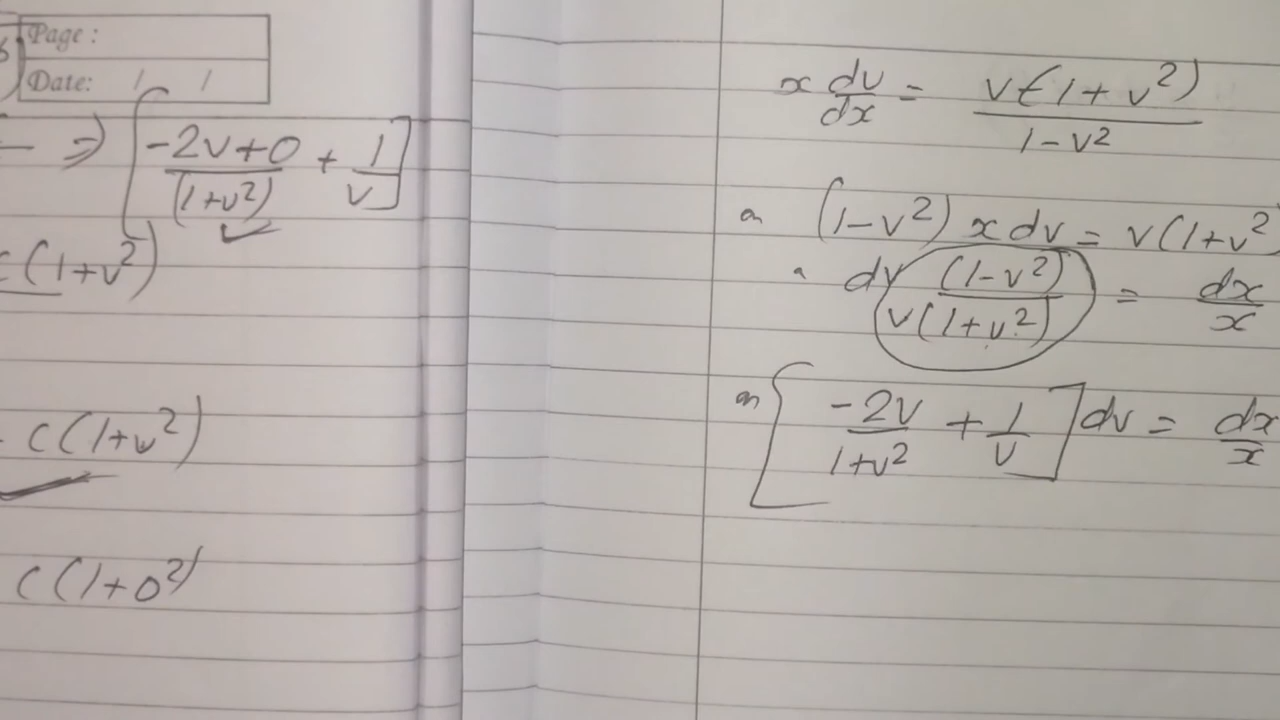 Page :
Date: / /
⇒ [(-2v+0)/(1+v²) + 1/v]
c(1+v²)
c(1+v²)
c(1+0²)
x dv/dx = v(1+v²)/(1-v²)
(1-v²) x dv = v(1+v²
dv (1-v²)/(v(1+v²)) = dx/x
[-2v/(1+v²) + 1/v] dv = dx/x